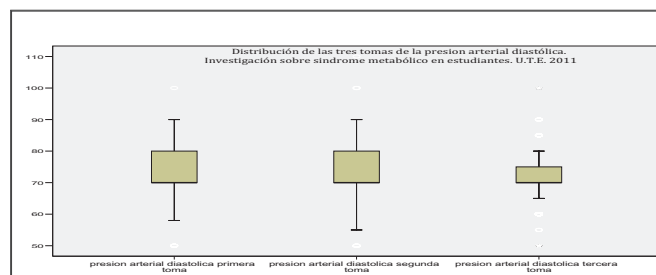 Distribución de las tres tomas de la presion arterial diastólica.
Investigación sobre sindrome metabólico en estudiantes. U.T.E. 2011
110
100
90
80
70
60
50
presion arterial diastolica primera toma
presion arterial diastolica segunda toma
presion arterial diastolica tercera toma